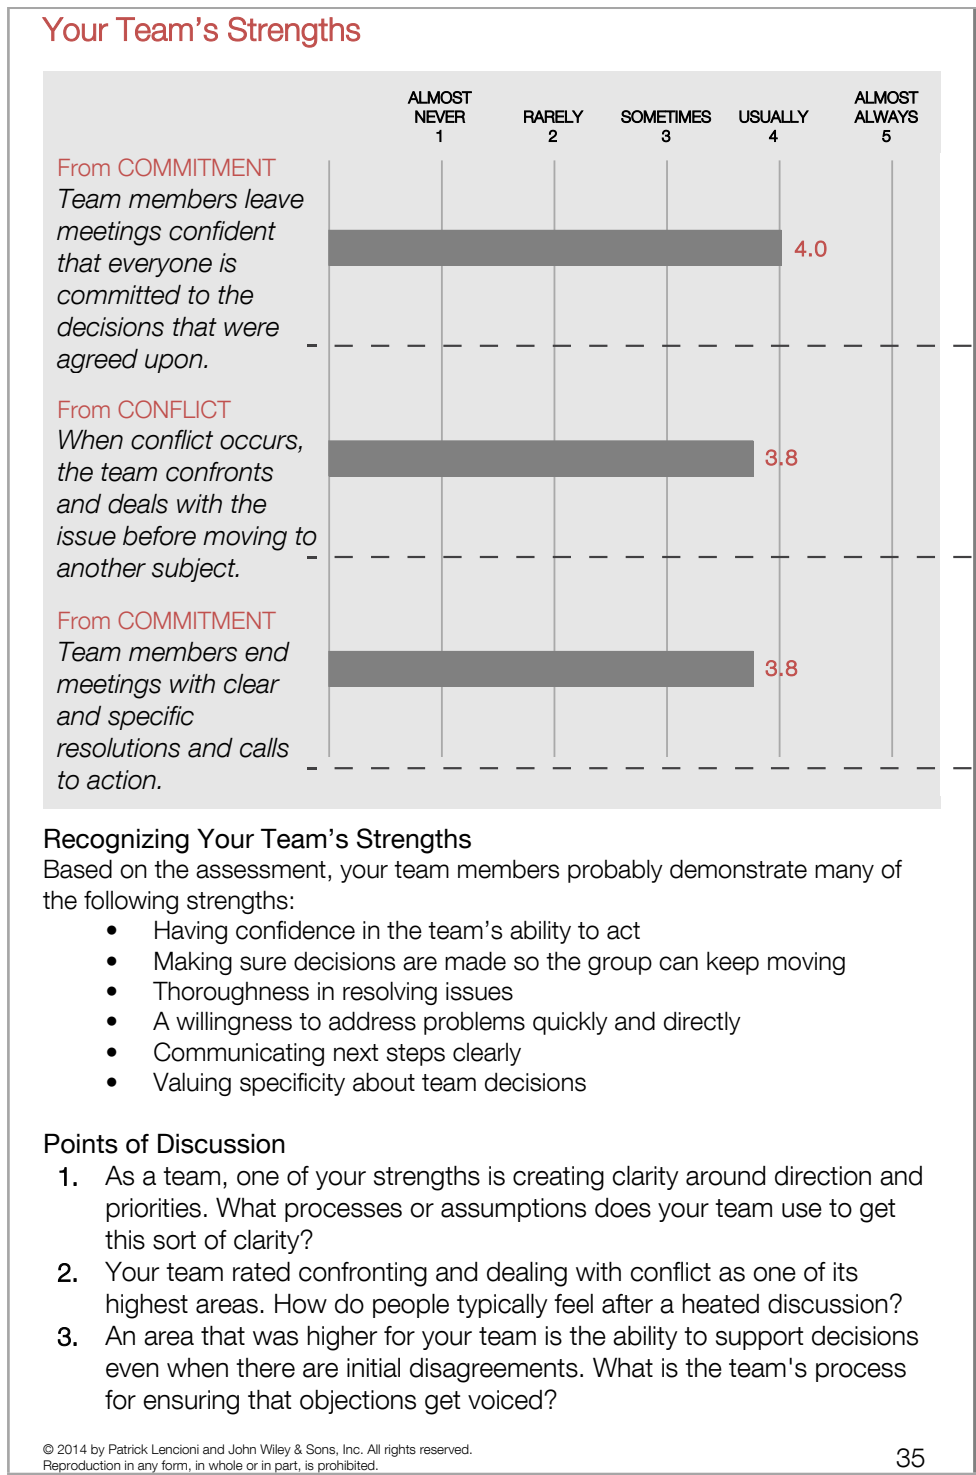 Your Team's Strengths
ALMOST NEVER 1
RARELY 2
SOMETIMES 3
USUALLY 4
ALMOST ALWAYS 5
From COMMITMENT
Team members leave
meetings confident
that everyone is
committed to the
decisions that were
agreed upon.
4.0
From CONFLICT
When conflict occurs,
the team confronts
and deals with the
issue before moving to
another subject.
3.8
From COMMITMENT
Team members end
meetings with clear
and specific
resolutions and calls
to action.
3.8
Recognizing Your Team's Strengths
Based on the assessment, your team members probably demonstrate many of
the following strengths:
• Having confidence in the team's ability to act
• Making sure decisions are made so the group can keep moving
• Thoroughness in resolving issues
• A willingness to address problems quickly and directly
• Communicating next steps clearly
• Valuing specificity about team decisions
Points of Discussion
1. As a team, one of your strengths is creating clarity around direction and
priorities. What processes or assumptions does your team use to get
this sort of clarity?
2. Your team rated confronting and dealing with conflict as one of its
highest areas. How do people typically feel after a heated discussion?
3. An area that was higher for your team is the ability to support decisions
even when there are initial disagreements. What is the team's process
for ensuring that objections get voiced?
© 2014 by Patrick Lencioni and John Wiley & Sons, Inc. All rights reserved.
Reproduction in any form, in whole or in part, is prohibited.
35